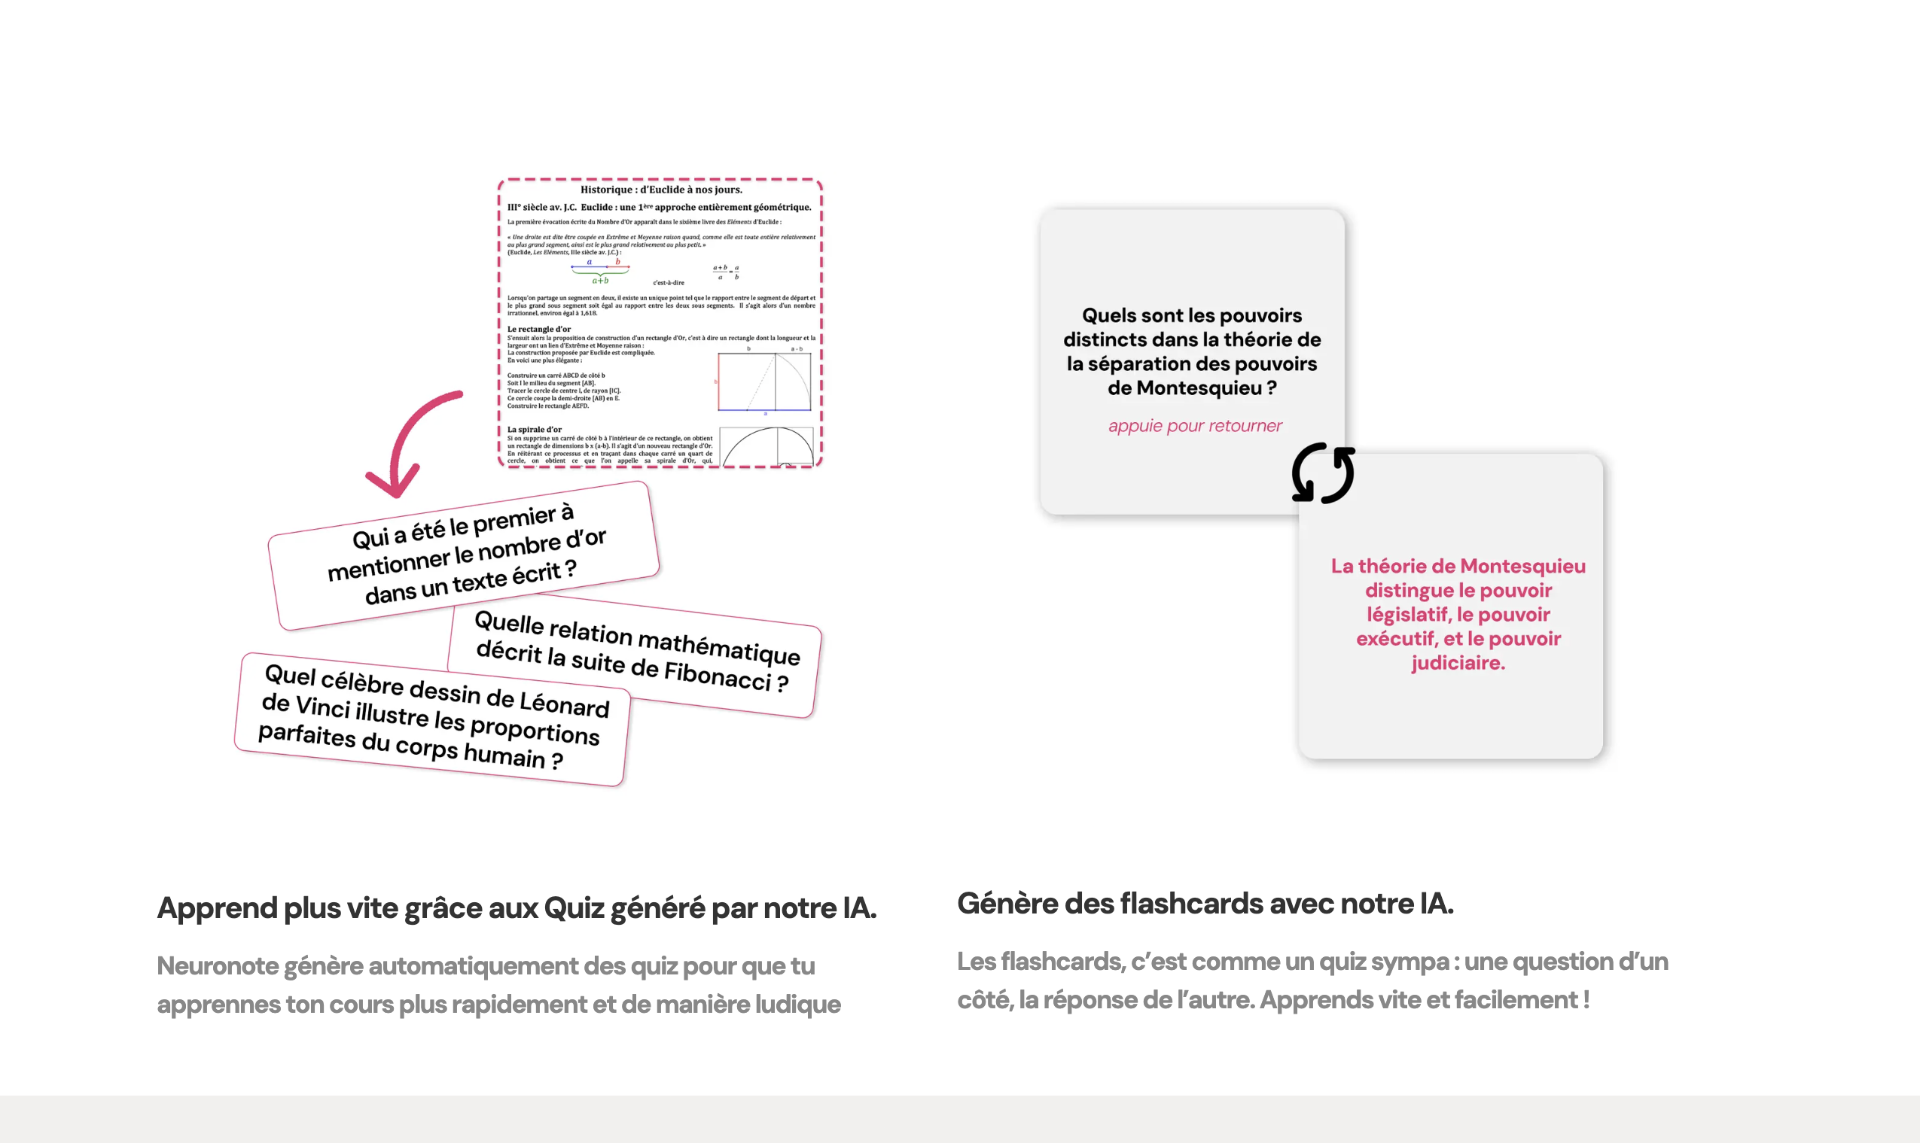 Historique : d'Euclide à nos jours.
III° siècle av. J.C. Euclide : une 1ère approche entièrement géométrique.
La première évocation écrite du Nombre d'Or apparaît dans le sixième livre des Eléments d'Euclide :
« Une droite est dite être coupée en Extrême et Moyenne raison quand, comme elle est toute entière relativement
au plus grand segment, ainsi est le plus grand relativement au plus petit. »
(Euclide, Les Eléments, IIIe siècle av. J.C.) :
a b
a+b
c'est-à-dire
a+b/a = a/b
Lorsqu'on partage un segment en deux, il existe un unique point tel que le rapport entre le segment de départ et
le plus grand sous segment soit égal au rapport entre les deux sous segments. Il s'agit alors d'un nombre
irrationnel, environ égal à 1,618.
Le rectangle d'or
S'ensuit alors la proposition de construction d'un rectangle d'Or, c'est à dire un rectangle dont la longueur et la
largeur ont un lien d'Extrême et Moyenne raison :
La construction proposée par Euclide est compliquée.
En voici une plus élégante :
b a - b
Construire un carré ABCD de côté b
Soit I le milieu du segment [AB].
Tracer le cercle de centre I, de rayon [IC].
Ce cercle coupe la demi-droite [AB) en E.
Construire le rectangle AEFD.
a
La spirale d'or
Si on supprime un carré de côté b à l'intérieur de ce rectangle, on obtient
un rectangle de dimensions b x (a-b). Il s'agit d'un nouveau rectangle d'Or.
En réitérant ce processus et en traçant dans chaque carré un quart de
cercle, on obtient ce que l'on appelle sa spirale d'Or, qui,
Qui a été le premier à
mentionner le nombre d'or
dans un texte écrit ?
Quelle relation mathématique
décrit la suite de Fibonacci ?
Quel célèbre dessin de Léonard
de Vinci illustre les proportions
parfaites du corps humain ?
Quels sont les pouvoirs
distincts dans la théorie de
la séparation des pouvoirs
de Montesquieu ?
appuie pour retourner
La théorie de Montesquieu
distingue le pouvoir
législatif, le pouvoir
exécutif, et le pouvoir
judiciaire.
Apprend plus vite grâce aux Quiz généré par notre IA.
Neuronote génère automatiquement des quiz pour que tu
apprennes ton cours plus rapidement et de manière ludique
Génère des flashcards avec notre IA.
Les flashcards, c'est comme un quiz sympa : une question d'un
côté, la réponse de l'autre. Apprends vite et facilement !